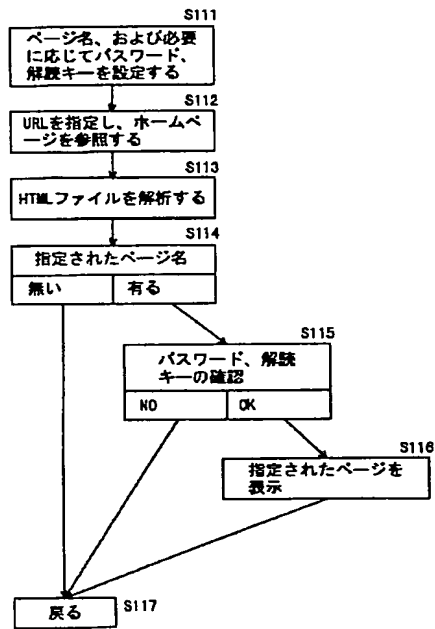 S111
ページ名、および必要
に応じてパスワード、
解読キーを設定する
S112
URLを指定し、ホームペ
ージを参照する
S113
HTMLファイルを解析する
S114
指定されたページ名
無い 有る
S115
パスワード、解読
キーの確認
NO OK
S116
指定されたページを
表示
戻る S117